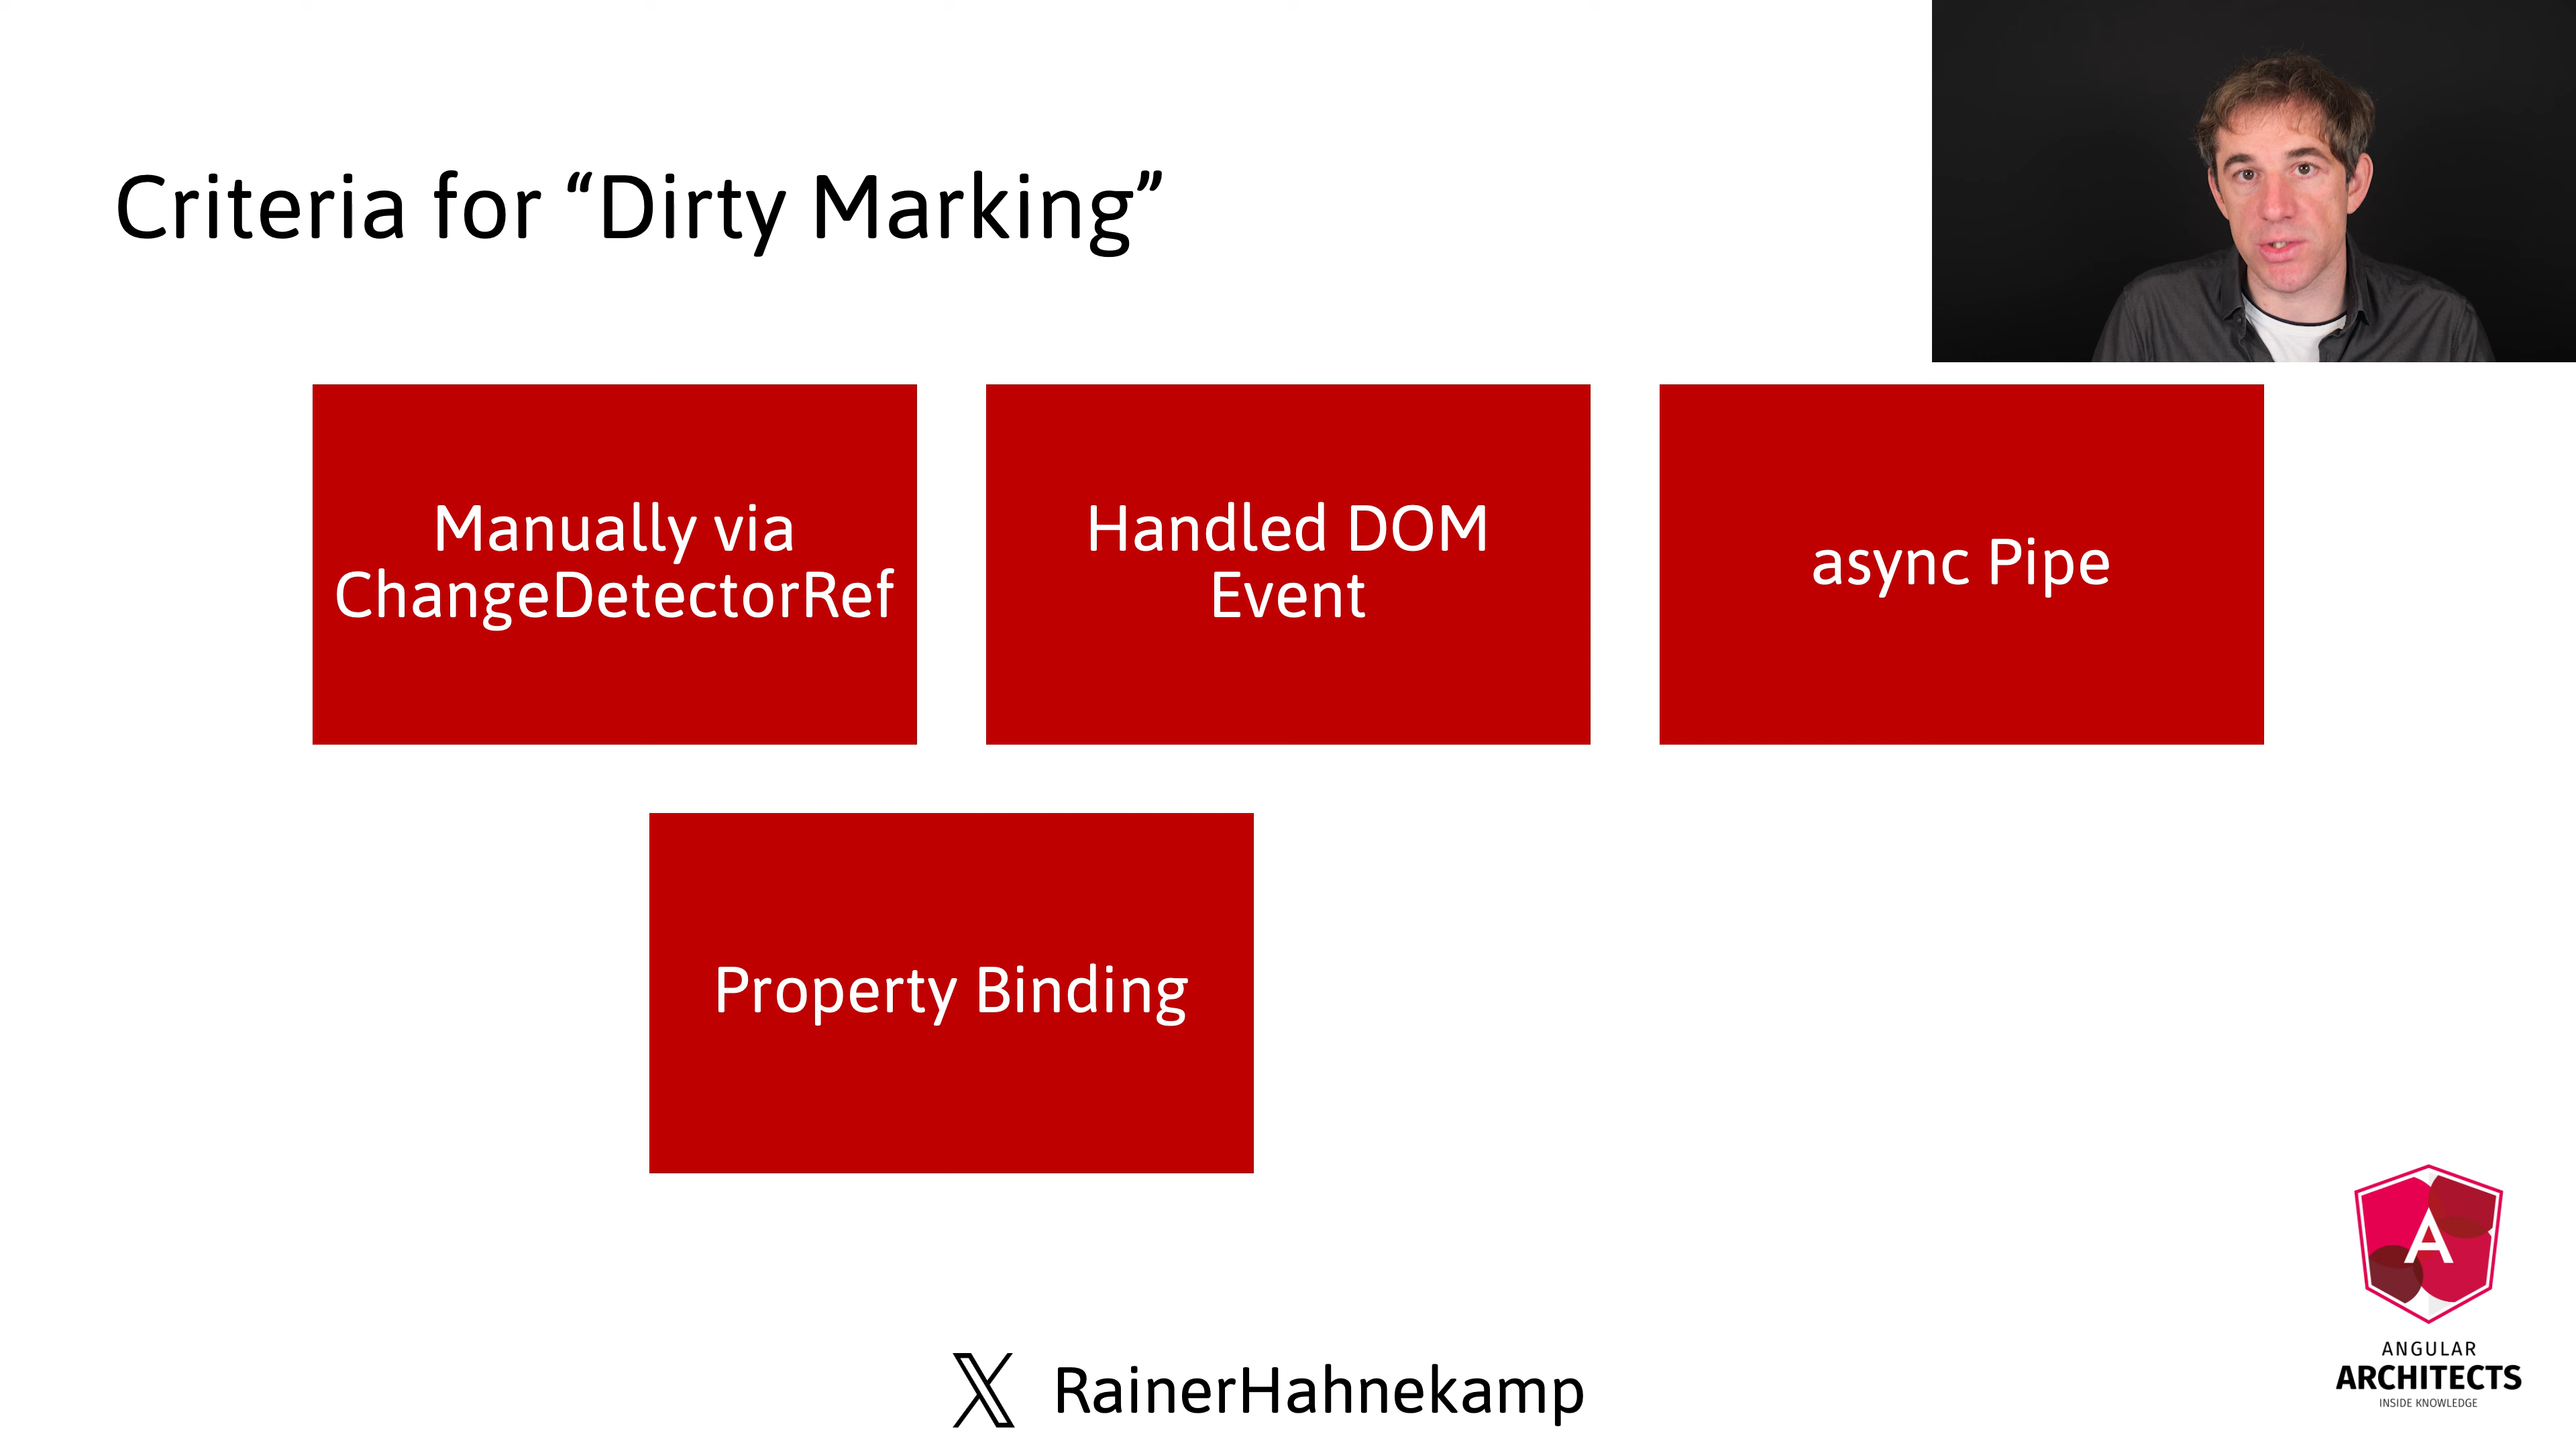 Criteria for “Dirty Marking”
Manually via
ChangeDetectorRef
Handled DOM
Event
async Pipe
Property Binding
𝕏 RainerHahnekamp
A
ANGULAR
ARCHITECTS
INSIDE KNOWLEDGE